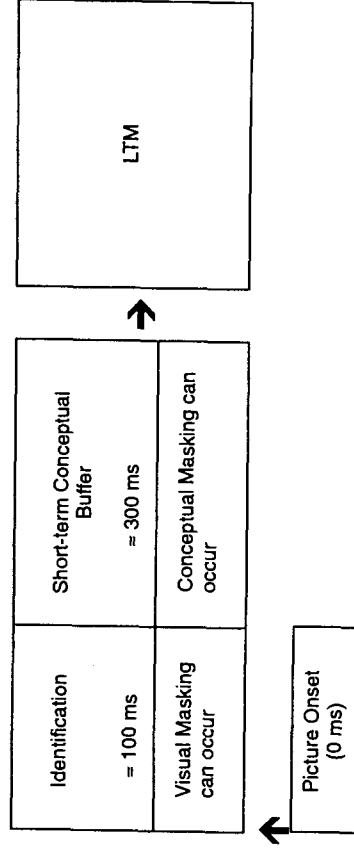 Identification
≈ 100 ms
Visual Masking
can occur
Short-term Conceptual
Buffer
≈ 300 ms
Conceptual Masking can
occur
LTM
Picture Onset
(0 ms)